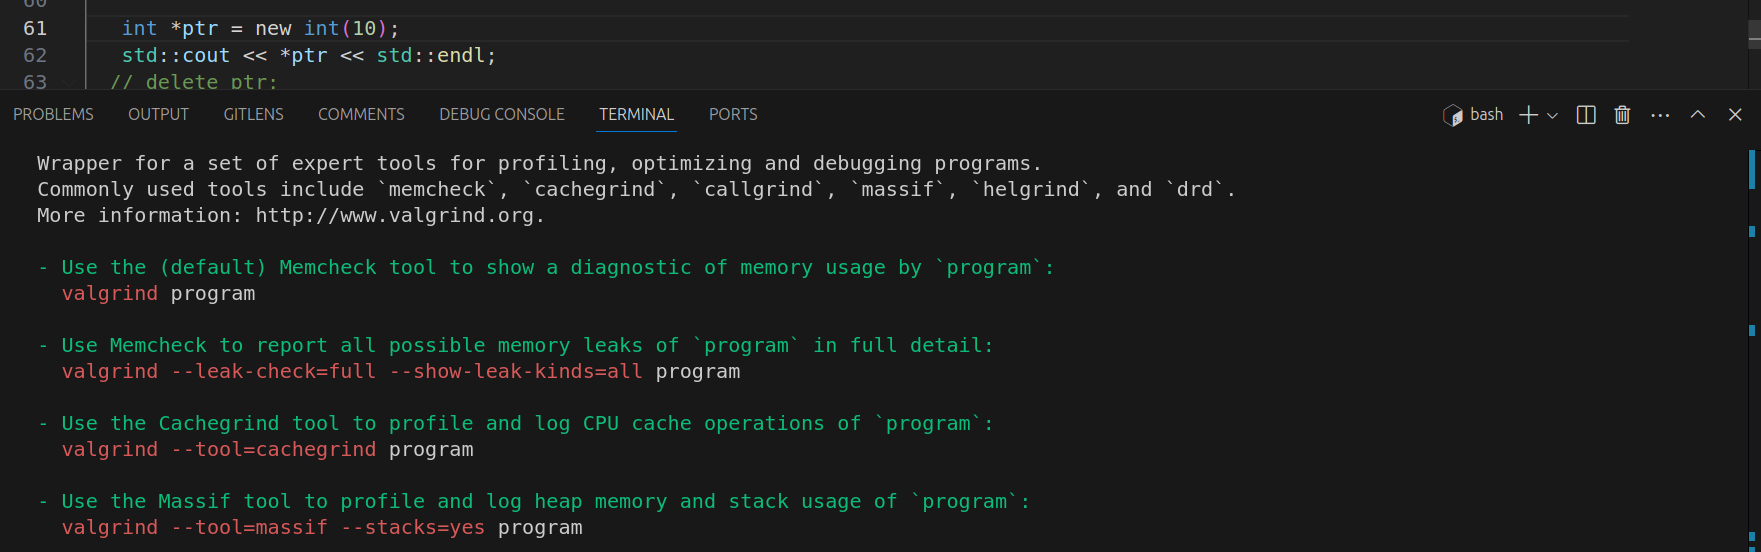 60
61 int *ptr = new int(10);
62 std::cout << *ptr << std::endl;
63 // delete ptr;
PROBLEMS OUTPUT GITLENS COMMENTS DEBUG CONSOLE TERMINAL PORTS bash
Wrapper for a set of expert tools for profiling, optimizing and debugging programs.
Commonly used tools include `memcheck`, `cachegrind`, `callgrind`, `massif`, `helgrind`, and `drd`.
More information: http://www.valgrind.org.
- Use the (default) Memcheck tool to show a diagnostic of memory usage by `program`:
valgrind program
- Use Memcheck to report all possible memory leaks of `program` in full detail:
valgrind --leak-check=full --show-leak-kinds=all program
- Use the Cachegrind tool to profile and log CPU cache operations of `program`:
valgrind --tool=cachegrind program
- Use the Massif tool to profile and log heap memory and stack usage of `program`:
valgrind --tool=massif --stacks=yes program